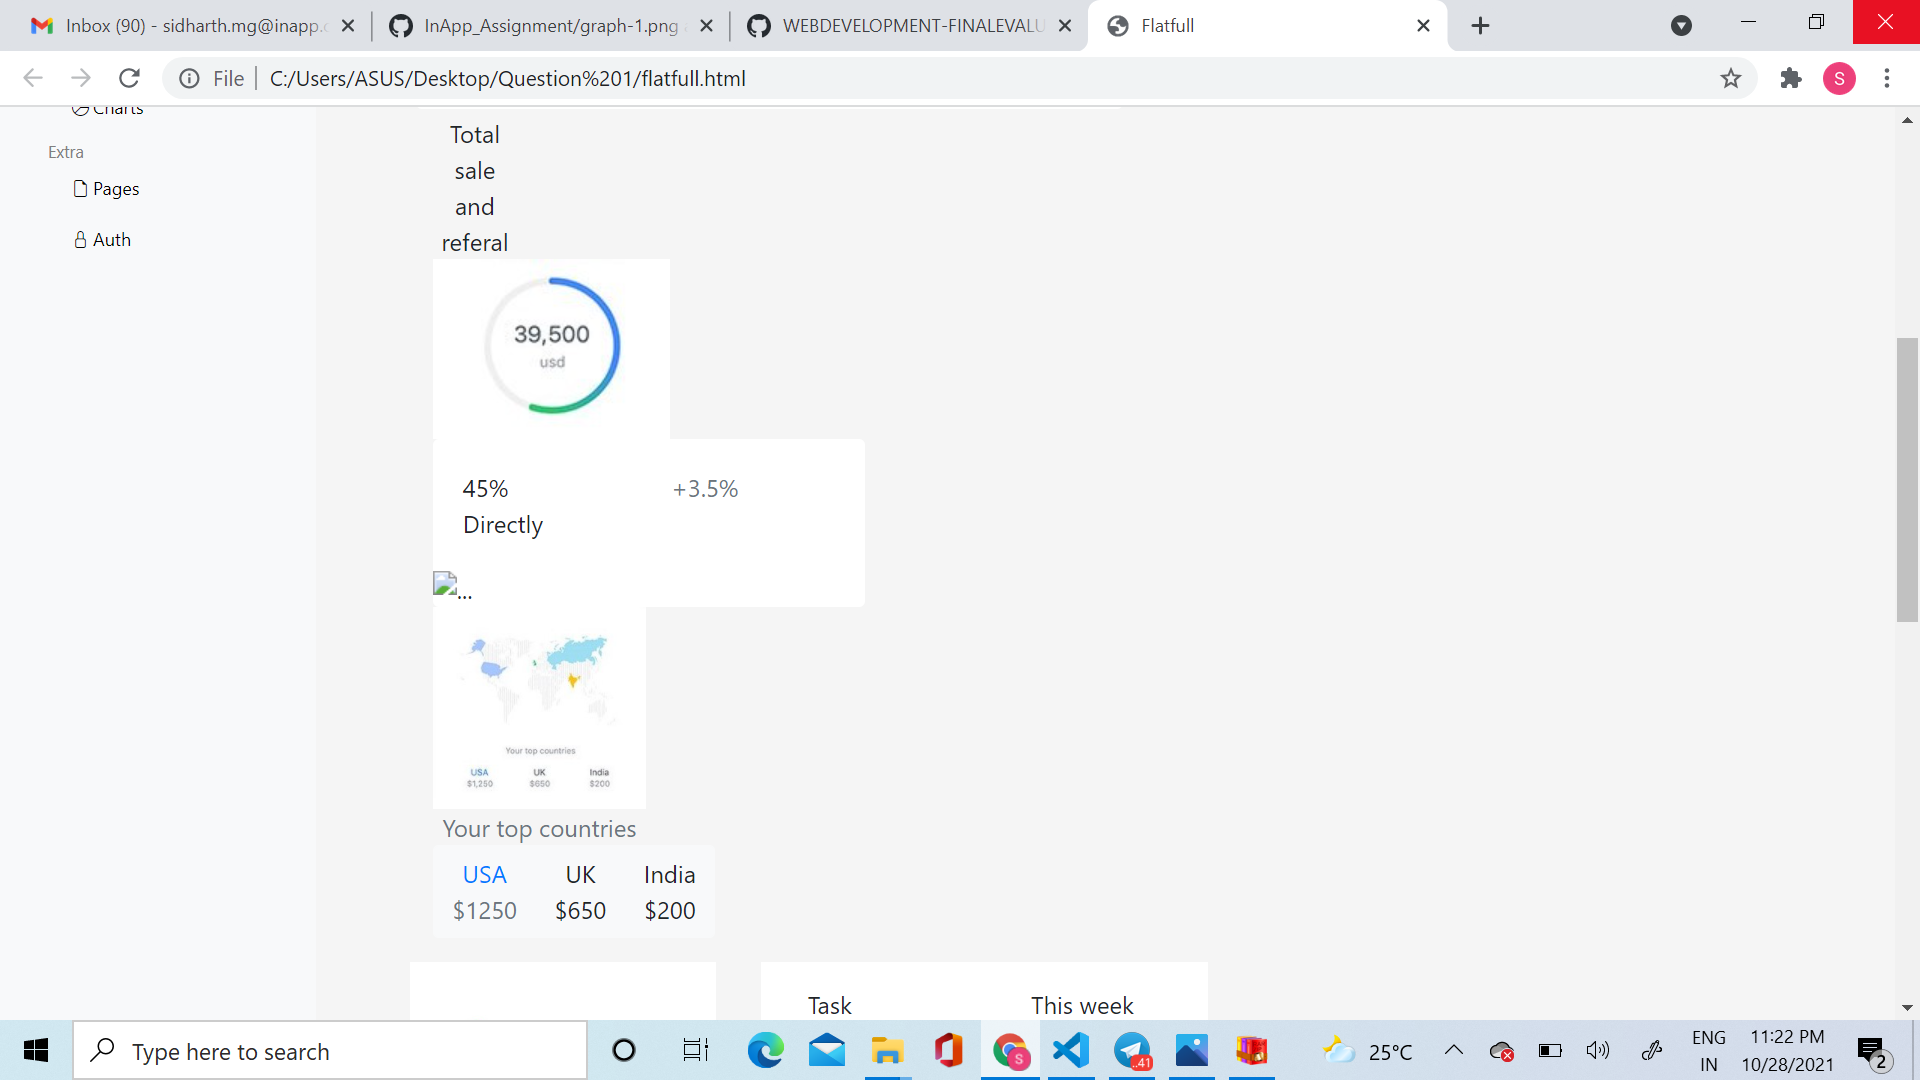 Inbox (90) - sidharth.mg@inapp.c
InApp_Assignment/graph-1.png a
WEBDEVELOPMENT-FINALEVALU
Flatfull
File
C:/Users/ASUS/Desktop/Question%201/flatfull.html
S
Charts
Extra
Pages
Auth
Total
sale
and
referal
39,500
usd
45%
+3.5%
Directly
...
Your top countries
USA UK India
$1,250 $650 $200
Your top countries
USA UK India
$1250 $650 $200
Task This week
Type here to search
S
..41
25°C
ENG
IN
11:22 PM
10/28/2021
2